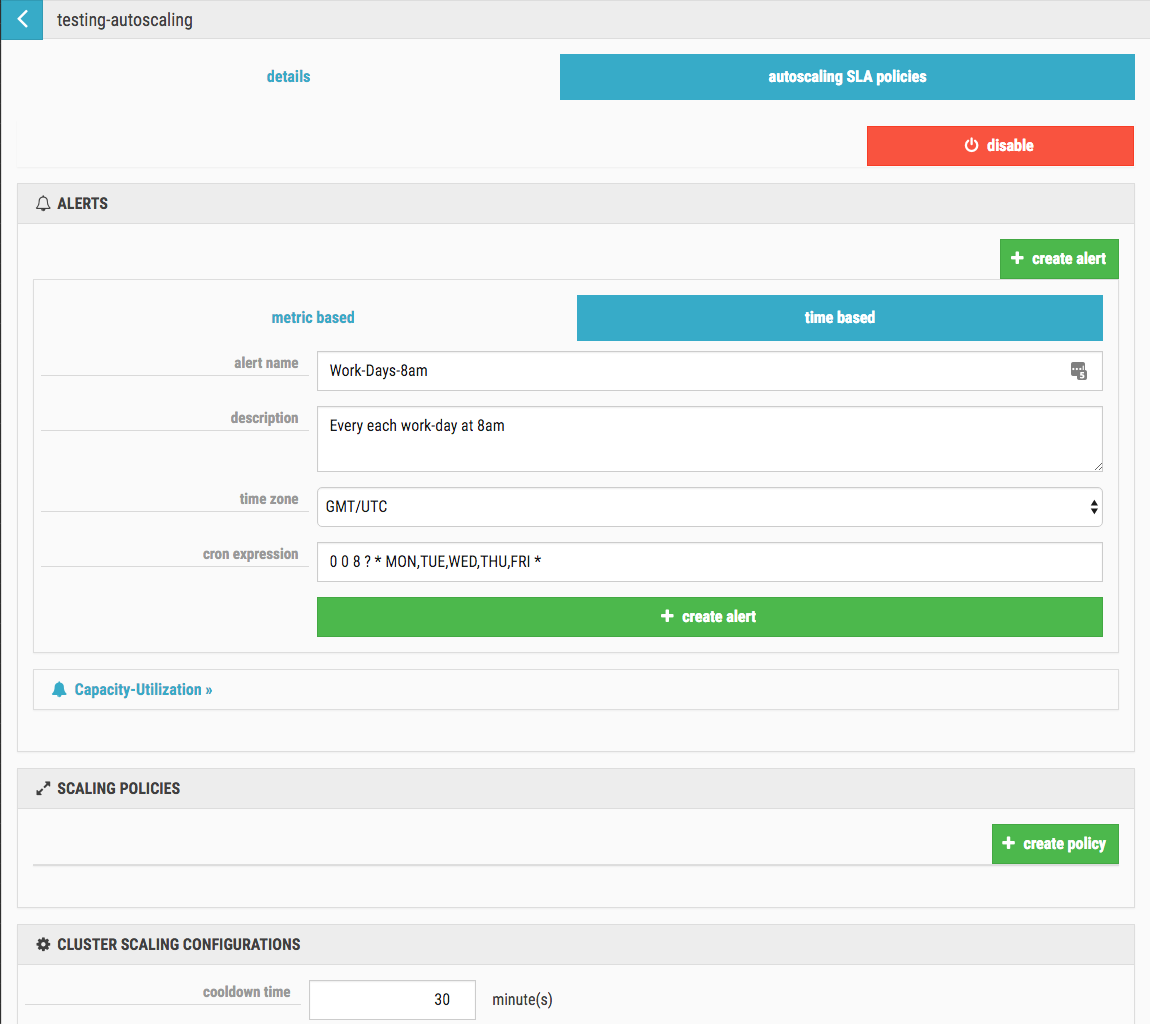 testing-autoscaling
details
autoscaling SLA policies
disable
ALERTS
create alert
metric based
time based
alert name
Work-Days-8am
5
description
Every each work-day at 8am
time zone
GMT/UTC
cron expression
0 0 8 ? * MON,TUE,WED,THU,FRI *
create alert
Capacity-Utilization »
SCALING POLICIES
create policy
CLUSTER SCALING CONFIGURATIONS
cooldown time
30
minute(s)